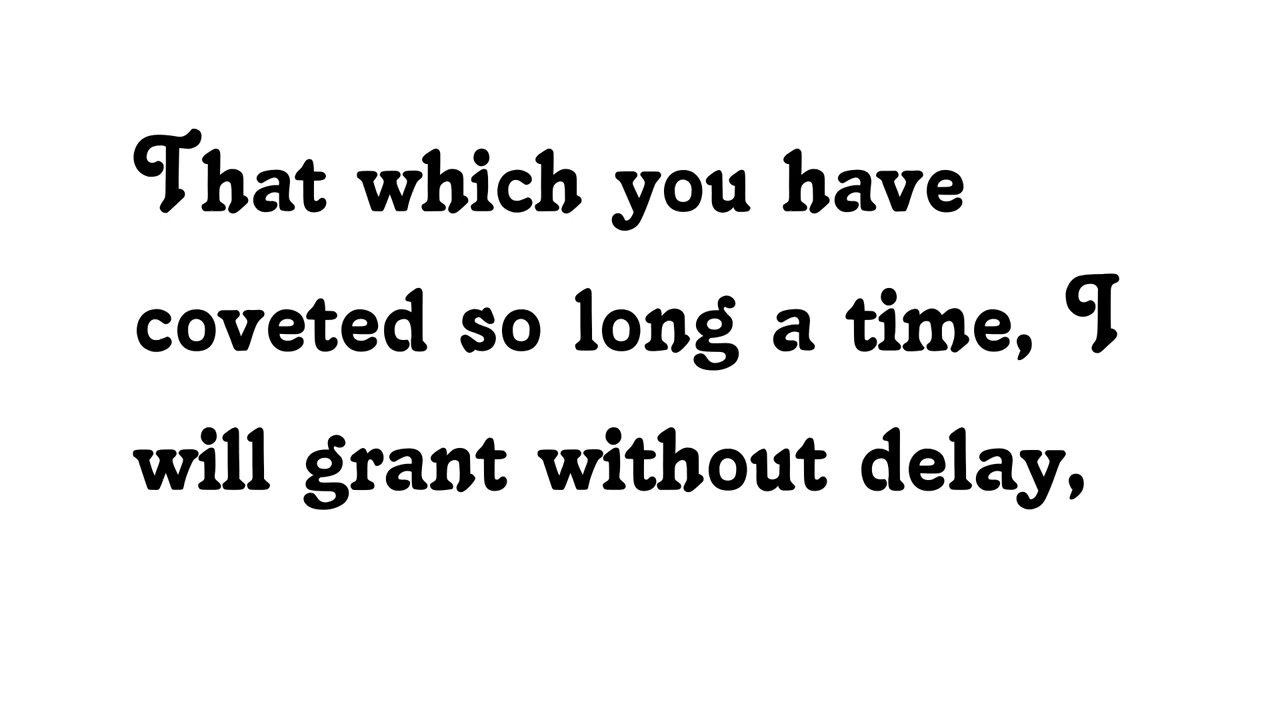 That which you have
coveted so long a time, I
will grant without delay,